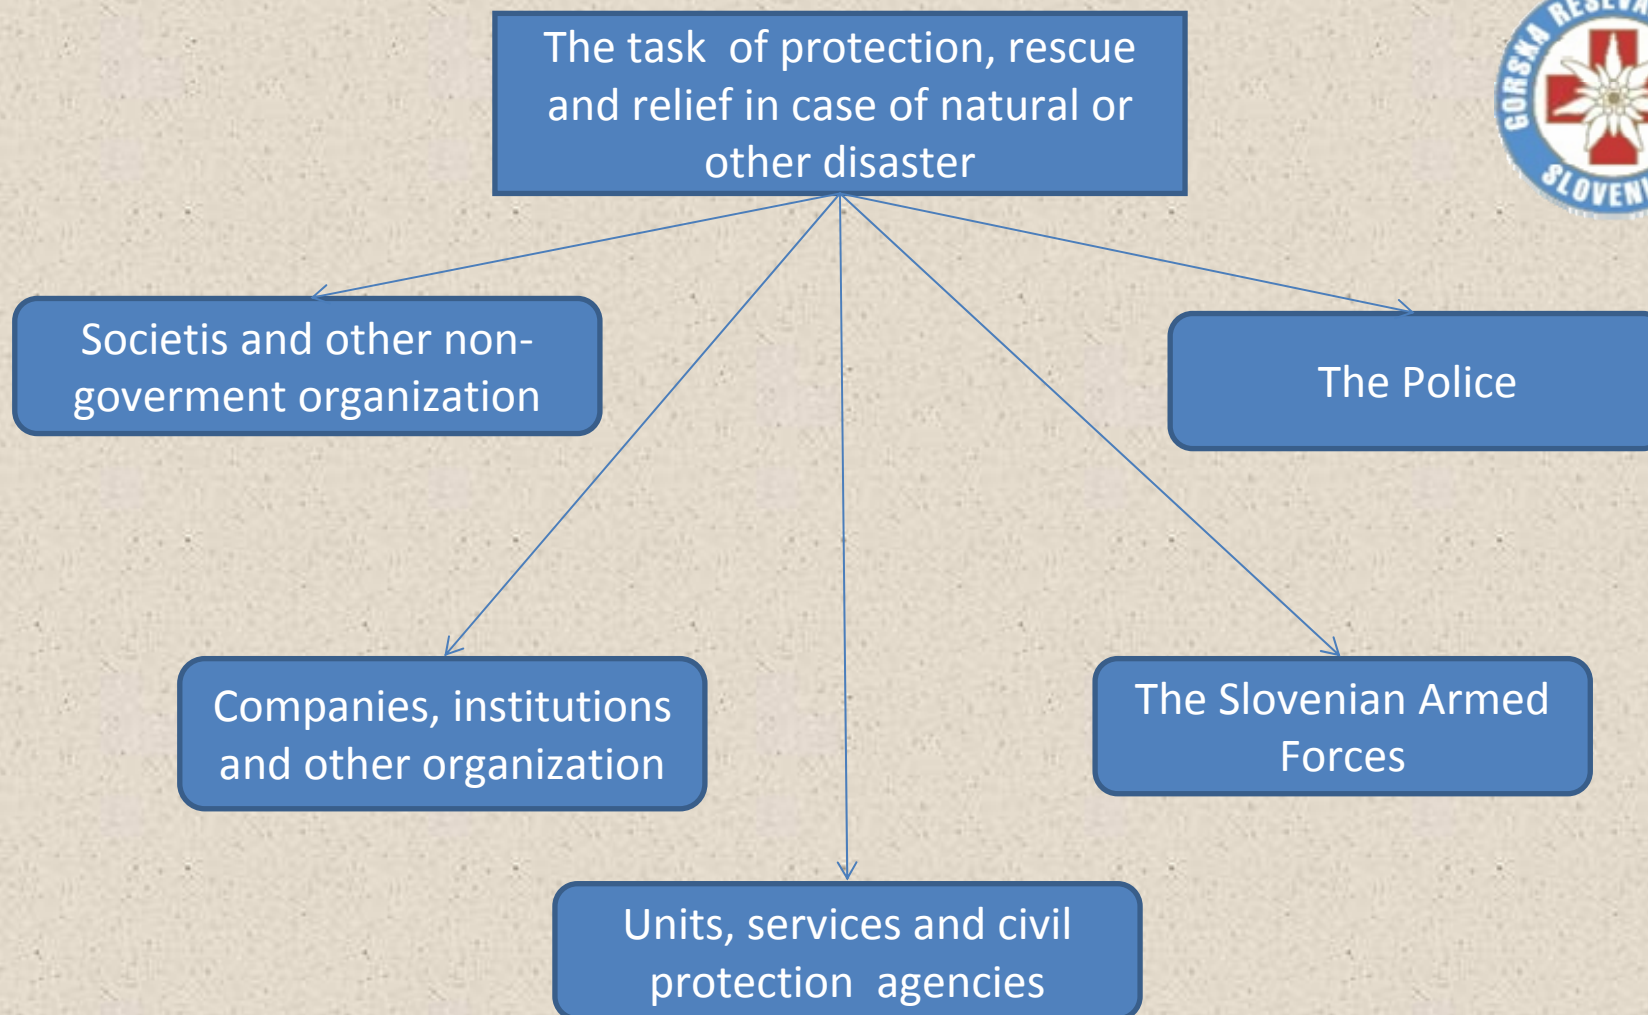 The task of protection, rescue
and relief in case of natural or
other disaster
GORSKA
SLOVENI
Societis and other non-
goverment organization
The Police
Companies, institutions
and other organization
The Slovenian Armed
Forces
Units, services and civil
protection agencies